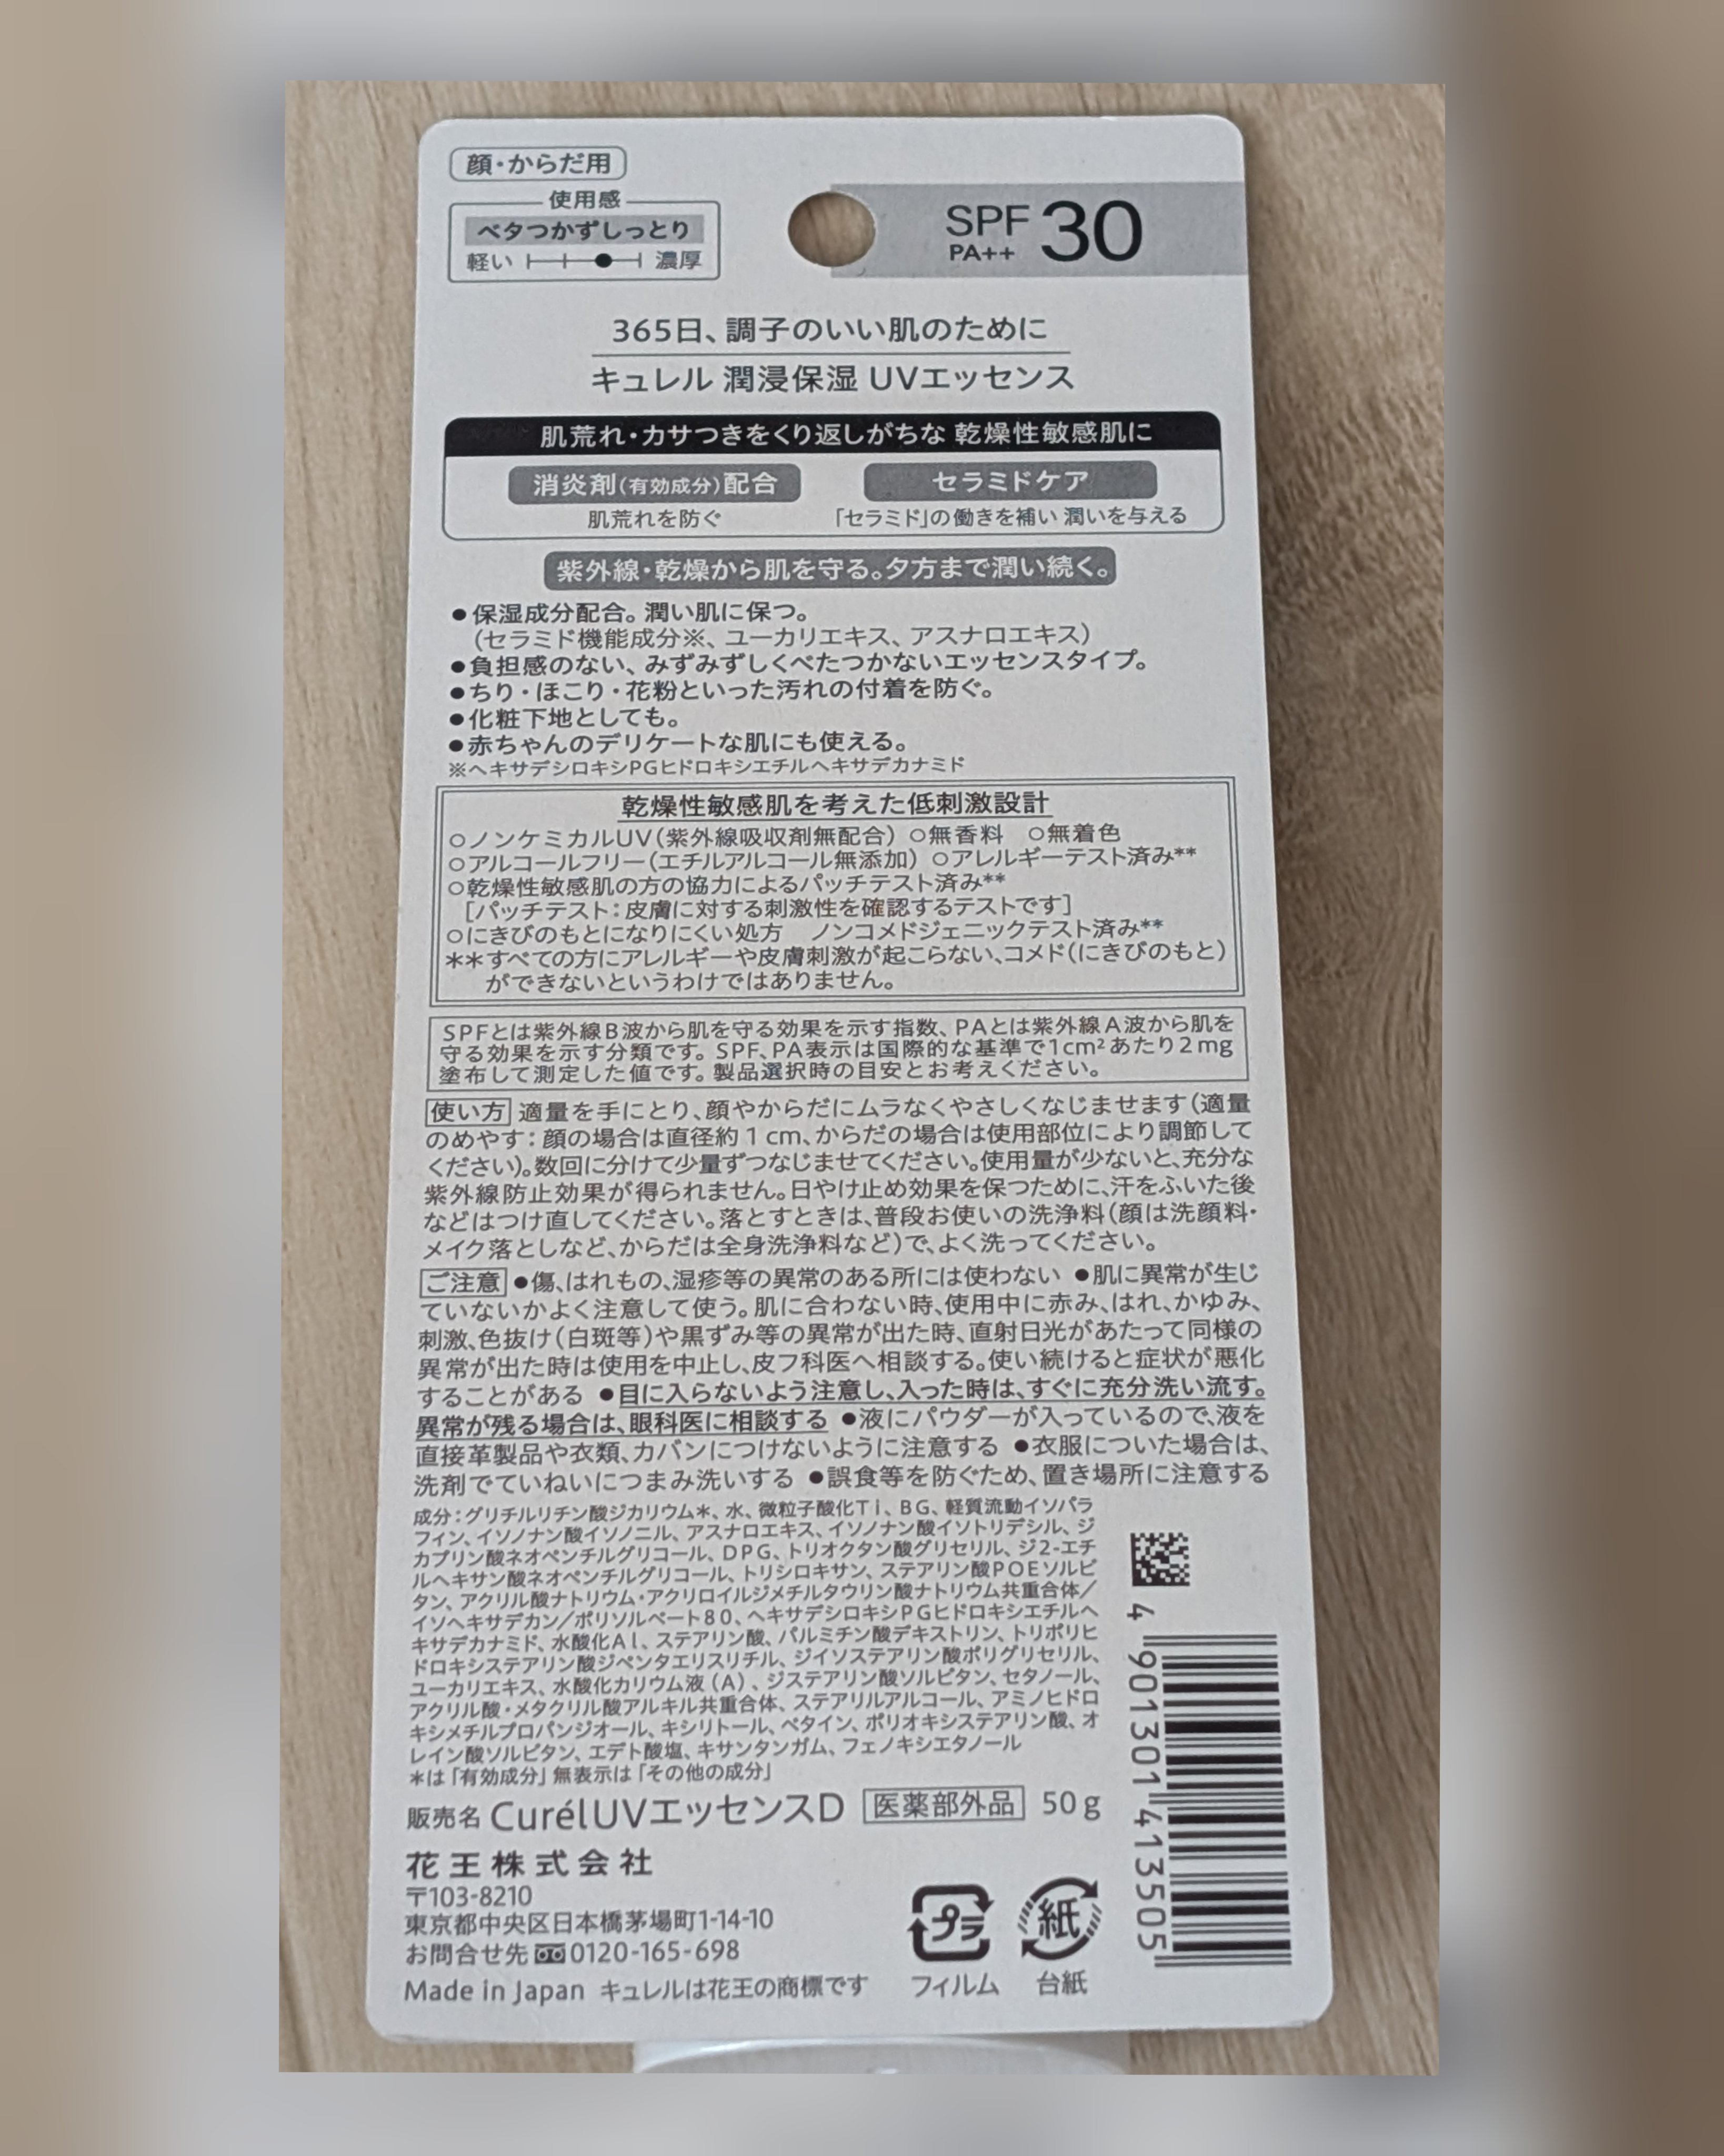 顔・からだ用
使用感
ベタつかずしっとり
軽い 濃厚
SPF 30
PA++
365日、調子のいい肌のために
キュレル 潤浸保湿 UVエッセンス
肌荒れ・カサつきをくり返しがちな 乾燥性敏感肌に
消炎剤(有効成分)配合 セラミドケア
肌荒れを防ぐ 「セラミド」の働きを補い 潤いを与える
紫外線・乾燥から肌を守る。夕方まで潤い続く。
●保湿成分配合。潤い肌に保つ。
(セラミド機能成分※、ユーカリエキス、アスナロエキス)
●負担感のない、みずみずしくべたつかないエッセンスタイプ。
●ちり・ほこり・花粉といった汚れの付着を防ぐ。
●化粧下地としても。
●赤ちゃんのデリケートな肌にも使える。
※ヘキサデシロキシPGヒドロキシエチルヘキサデカナミド
乾燥性敏感肌を考えた低刺激設計
○ノンケミカルUV(紫外線吸収剤無配合) ○無香料 ○無着色
○アルコールフリー(エチルアルコール無添加) ○アレルギーテスト済み**
○乾燥性敏感肌の方の協力によるパッチテスト済み**
[パッチテスト:皮膚に対する刺激性を確認するテストです]
○にきびのもとになりにくい処方 ノンコメドジェニックテスト済み**
**すべての方にアレルギーや皮膚刺激が起こらない、コメド(にきびのもと)
ができないというわけではありません。
SPFとは紫外線B波から肌を守る効果を示す指数、PAとは紫外線A波から肌を
守る効果を示す分類です。SPF、PA表示は国際的な基準で1cm²あたり2mg
塗布して測定した値です。製品選択時の目安とお考えください。
使い方 適量を手にとり、顔やからだにムラなくやさしくなじませます(適量
のめやす:顔の場合は直径約1cm、からだの場合は使用部位により調節して
ください)。数回に分けて少量ずつなじませてください。使用量が少ないと、充分な
紫外線防止効果が得られません。日やけ止め効果を保つために、汗をふいた後
などはつけ直してください。落とすときは、普段お使いの洗浄料(顔は洗顔料・
メイク落としなど、からだは全身洗浄料など)で、よく洗ってください。
ご注意 ●傷、はれもの、湿疹等の異常のある所には使わない ●肌に異常が生じ
ていないかよく注意して使う。肌に合わない時、使用中に赤み、はれ、かゆみ、
刺激、色抜け(白斑等)や黒ずみ等の異常が出た時、直射日光があたって同様の
異常が出た時は使用を中止し、皮フ科医へ相談する。使い続けると症状が悪化
することがある ●目に入らないよう注意し、入った時は、すぐに充分洗い流す。
異常が残る場合は、眼科医に相談する ●液にパウダーが入っているので、液を
直接革製品や衣類、カバンにつけないように注意する ●衣服についた場合は、
洗剤でていねいにつまみ洗いする ●誤食等を防ぐため、置き場所に注意する
成分:グリチルリチン酸ジカリウム*、水、微粒子酸化Ti、BG、軽質流動イソパラ
フィン、イソノナン酸イソノニル、アスナロエキス、イソノナン酸イソトリデシル、ジ
カプリン酸ネオペンチルグリコール、DPG、トリオクタン酸グリセリル、ジ2-エチ
ルヘキサン酸ネオペンチルグリコール、トリシロキサン、ステアリン酸POEソルビ
タン、アクリル酸ナトリウム・アクリロイルジメチルタウリン酸ナトリウム共重合体/
イソヘキサデカン/ポリソルベート80、ヘキサデシロキシPGヒドロキシエチルヘ
キサデカナミド、水酸化Al、ステアリン酸、パルミチン酸デキストリン、トリポリヒ
ドロキシステアリン酸ジペンタエリスリチル、ジイソステアリン酸ポリグリセリル、
ユーカリエキス、水酸化カリウム液(A)、ジステアリン酸ソルビタン、セタノール、
アクリル酸・メタクリル酸アルキル共重合体、ステアリルアルコール、アミノヒドロ
キシメチルプロパンジオール、キシリトール、ベタイン、ポリオキシステアリン酸、オ
レイン酸ソルビタン、エデト酸塩、キサンタンガム、フェノキシエタノール
*は「有効成分」無表示は「その他の成分」
販売名 CurélUVエッセンスD 医薬部外品 50g
花王株式会社
〒103-8210
東京都中央区日本橋茅場町1-14-10
お問合せ先 0120-165-698
Made in Japan キュレルは花王の商標です
プラ 紙
フィルム 台紙
4 901301 413505